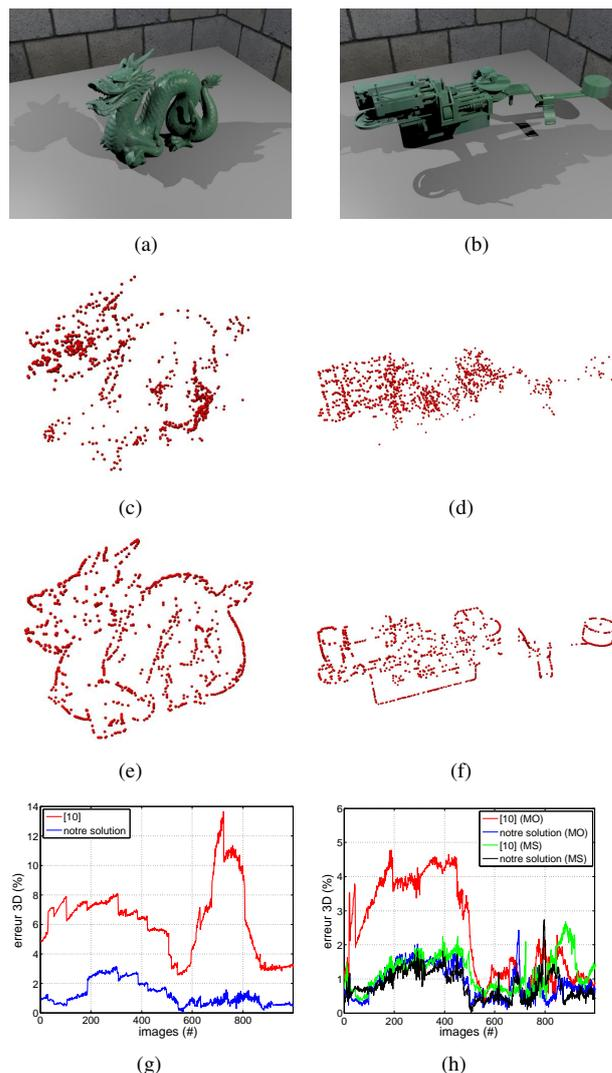 (a)
(b)
(c)
(d)
(e)
(f)
14
12
10
8
6
4
2
0
erreur 3D (%)
[10]
notre solution
0
200
400
600
800
images (#)
(g)
6
5
4
3
2
1
0
erreur 3D (%)
[10] (MO)
notre solution (MO)
[10] (MS)
notre solution (MS)
0
200
400
600
800
images (#)
(h)